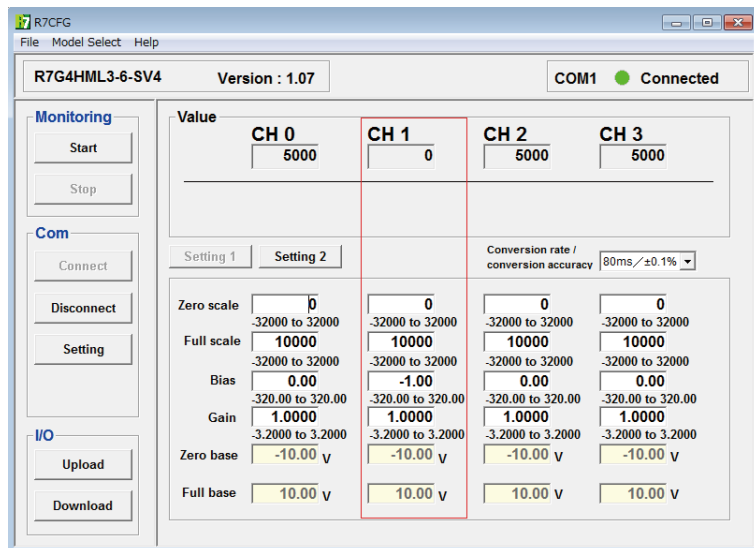 R7CFG
File Model Select Help
R7G4HML3-6-SV4 Version : 1.07 COM1 Connected
Monitoring
Start
Stop
Com
Connect
Disconnect
Setting
I/O
Upload
Download
Value
CH 0 CH 1 CH 2 CH 3
5000 0 5000 5000
Setting 1 Setting 2
Conversion rate /
conversion accuracy 80ms／±0.1%
Zero scale 0 0 0 0
-32000 to 32000 -32000 to 32000 -32000 to 32000 -32000 to 32000
Full scale 10000 10000 10000 10000
-32000 to 32000 -32000 to 32000 -32000 to 32000 -32000 to 32000
Bias 0.00 -1.00 0.00 0.00
-320.00 to 320.00 -320.00 to 320.00 -320.00 to 320.00 -320.00 to 320.00
Gain 1.0000 1.0000 1.0000 1.0000
-3.2000 to 3.2000 -3.2000 to 3.2000 -3.2000 to 3.2000 -3.2000 to 3.2000
Zero base -10.00 V -10.00 V -10.00 V -10.00 V
Full base 10.00 V 10.00 V 10.00 V 10.00 V